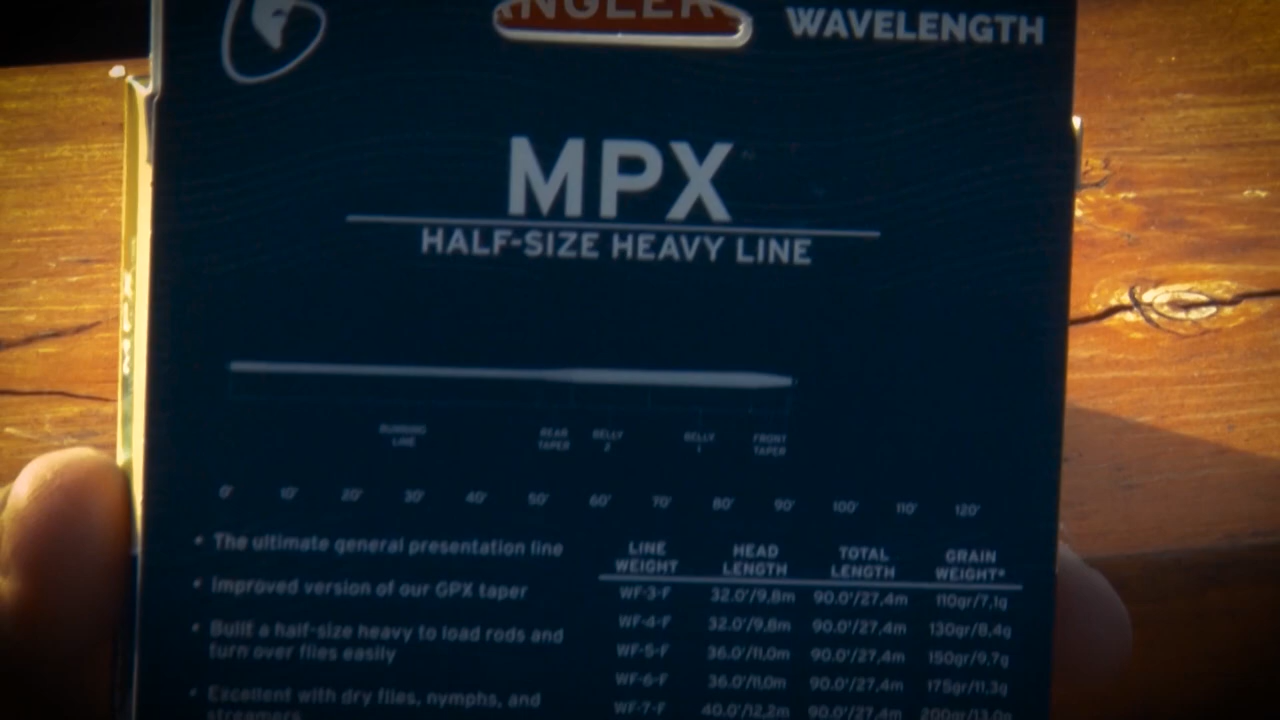 ANGLER
WAVELENGTH
MPX
HALF-SIZE HEAVY LINE
MPX
RUNNING
LINE
REAR
TAPER
BELLY
2
BELLY
1
FRONT
TAPER
0' 10' 20' 30' 40' 50' 60' 70' 80' 90' 100' 110' 120'
• The ultimate general presentation line
• Improved version of our GPX taper
• Built a half-size heavy to load rods and
turn over flies easily
• Excellent with dry flies, nymphs, and
streamers
LINE
WEIGHT
HEAD
LENGTH
TOTAL
LENGTH
GRAIN
WEIGHT*
WF-3-F 32.0'/9,8m 90.0'/27,4m 110gr/7,1g
WF-4-F 32.0'/9,8m 90.0'/27,4m 130gr/8,4g
WF-5-F 36.0'/11,0m 90.0'/27,4m 150gr/9,7g
WF-6-F 36.0'/11,0m 90.0'/27,4m 175gr/11,3g
WF-7-F 40.0'/12,2m 90.0'/27,4m 200gr/13,0g